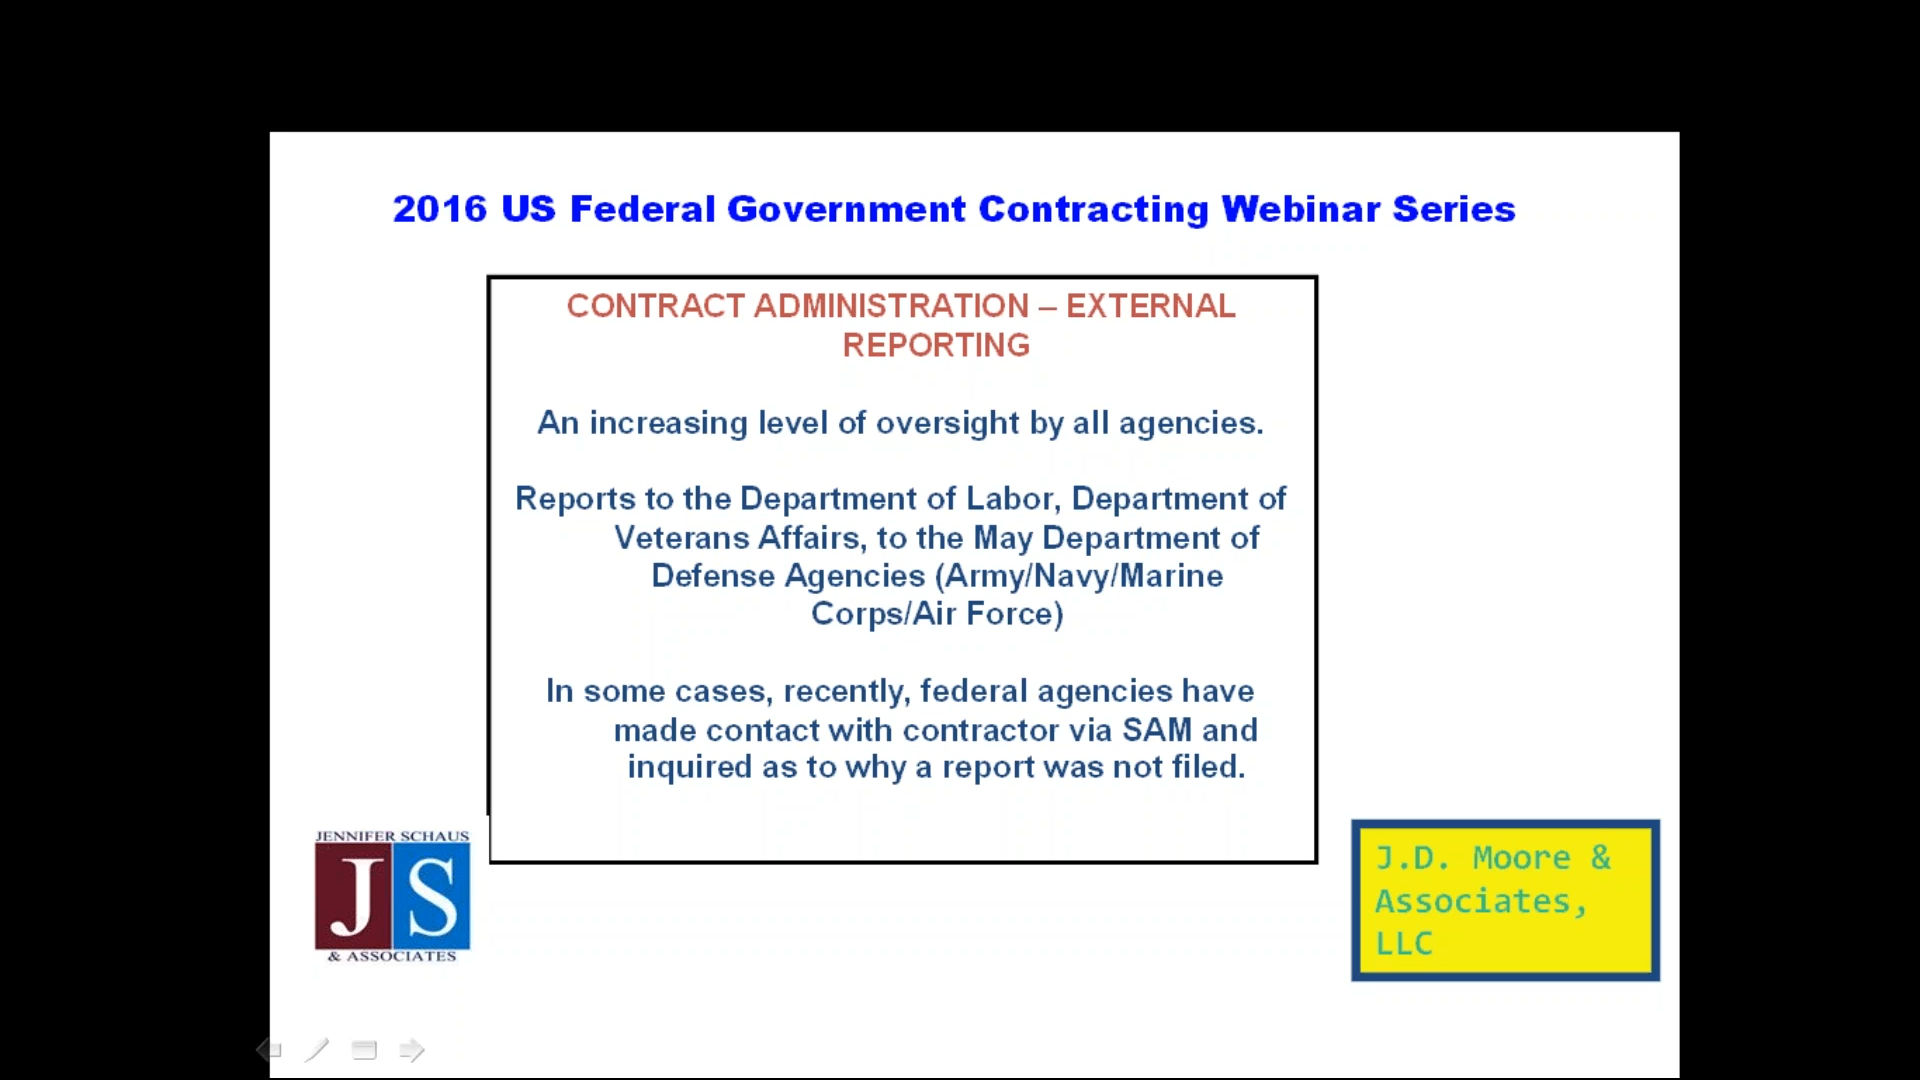 2016 US Federal Government Contracting Webinar Series
CONTRACT ADMINISTRATION – EXTERNAL
REPORTING
An increasing level of oversight by all agencies.
Reports to the Department of Labor, Department of
Veterans Affairs, to the May Department of
Defense Agencies (Army/Navy/Marine
Corps/Air Force)
In some cases, recently, federal agencies have
made contact with contractor via SAM and
inquired as to why a report was not filed.
JENNIFER SCHAUS
JS
& ASSOCIATES
J.D. Moore &
Associates,
LLC